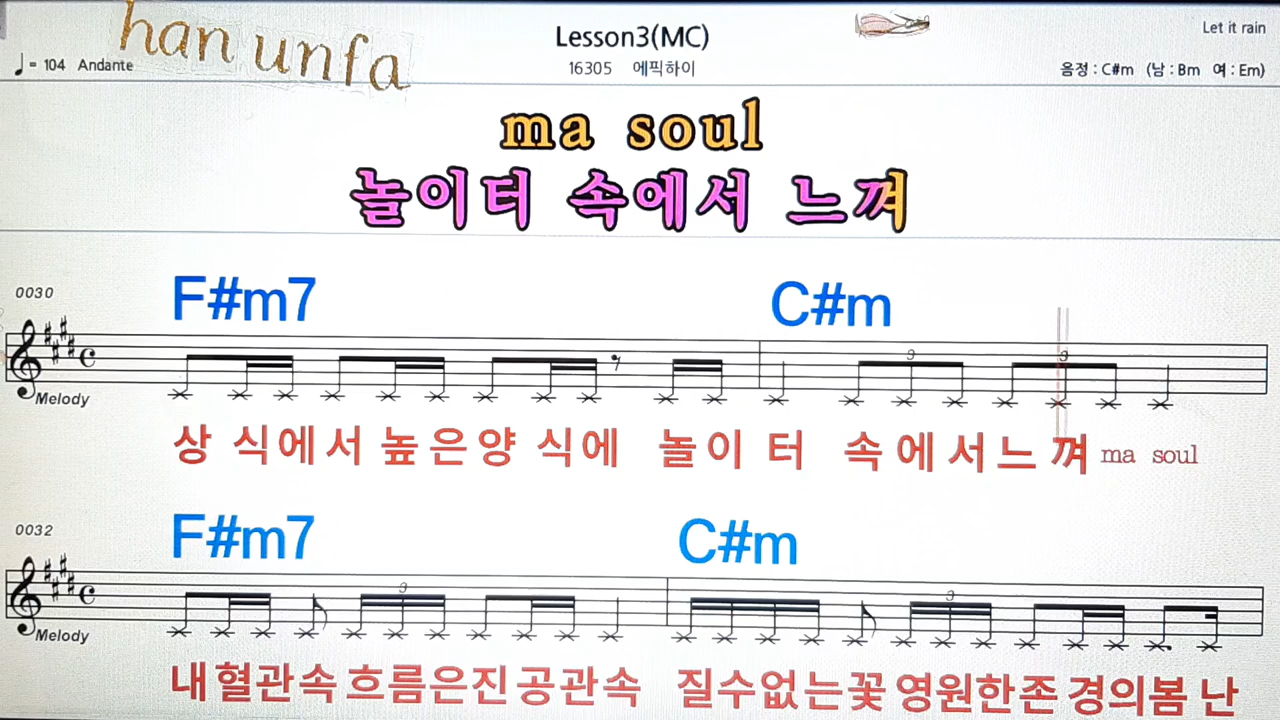 han unfa
Lesson3(MC)
Let it rain
♩= 104 Andante
16305 에픽하이
음정 : C#m (남 : Bm 여 : Em)
ma soul
놀이터 속에서 느껴
0030
F#m7 C#m
3 3
Melody
상 식에서 높은양 식에 놀이 터 속에서느껴 ma soul
0032
F#m7 C#m
3 3
Melody
내혈관속흐름은진공관속 질수없는꽃 영원한존경의봄 난